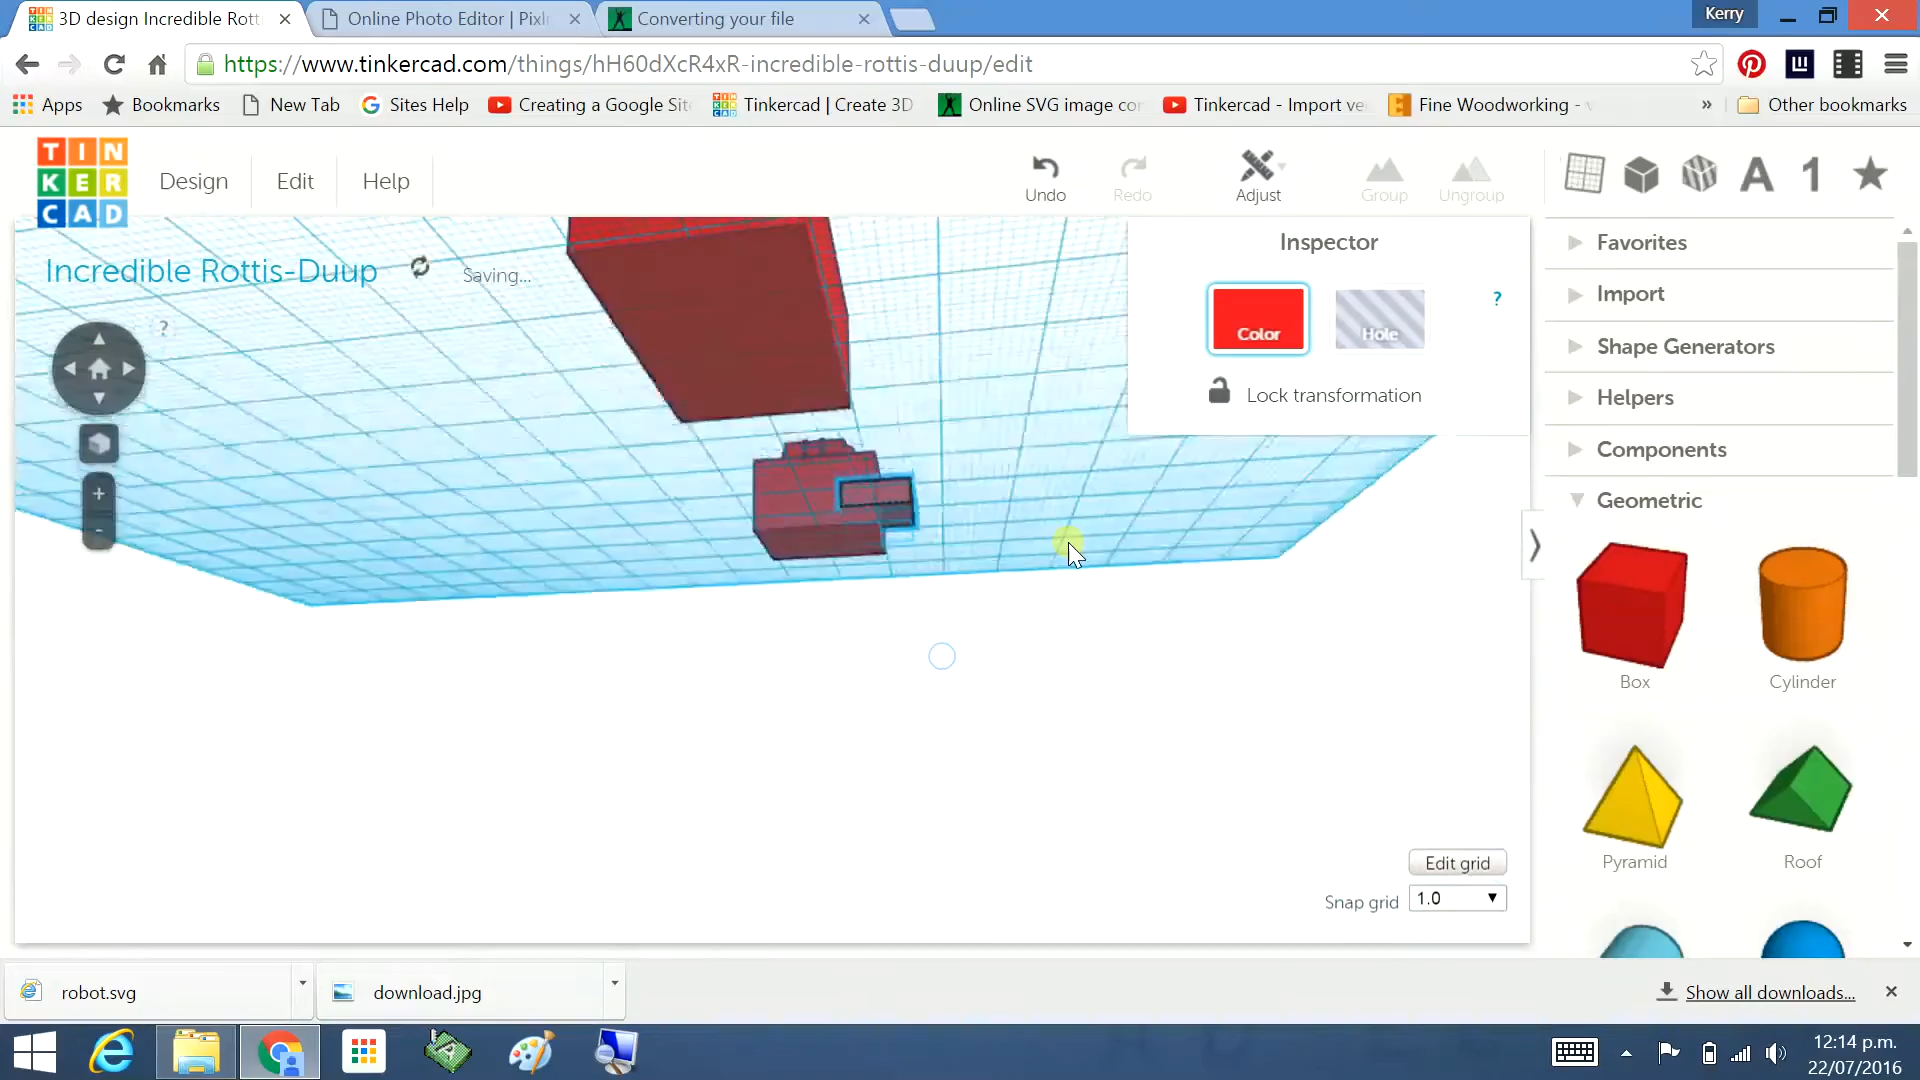 3D design Incredible Rotti
Online Photo Editor | Pixlr
Converting your file
Kerry
https://www.tinkercad.com/things/hH60dXcR4xR-incredible-rottis-duup/edit
Apps
Bookmarks
New Tab
Sites Help
Creating a Google Site
Tinkercad | Create 3D
Online SVG image con
Tinkercad - Import ve
Fine Woodworking -
»
Other bookmarks
TIN
KER
CAD
Design
Edit
Help
Undo
Redo
Adjust
Group
Ungroup
A
1
Incredible Rottis-Duup
Saving...
?
+
-
Inspector
Color
Hole
?
Lock transformation
Favorites
Import
Shape Generators
Helpers
Components
Geometric
Box
Cylinder
Pyramid
Roof
Edit grid
Snap grid
1.0
robot.svg
download.jpg
Show all downloads...
12:14 p.m.
22/07/2016